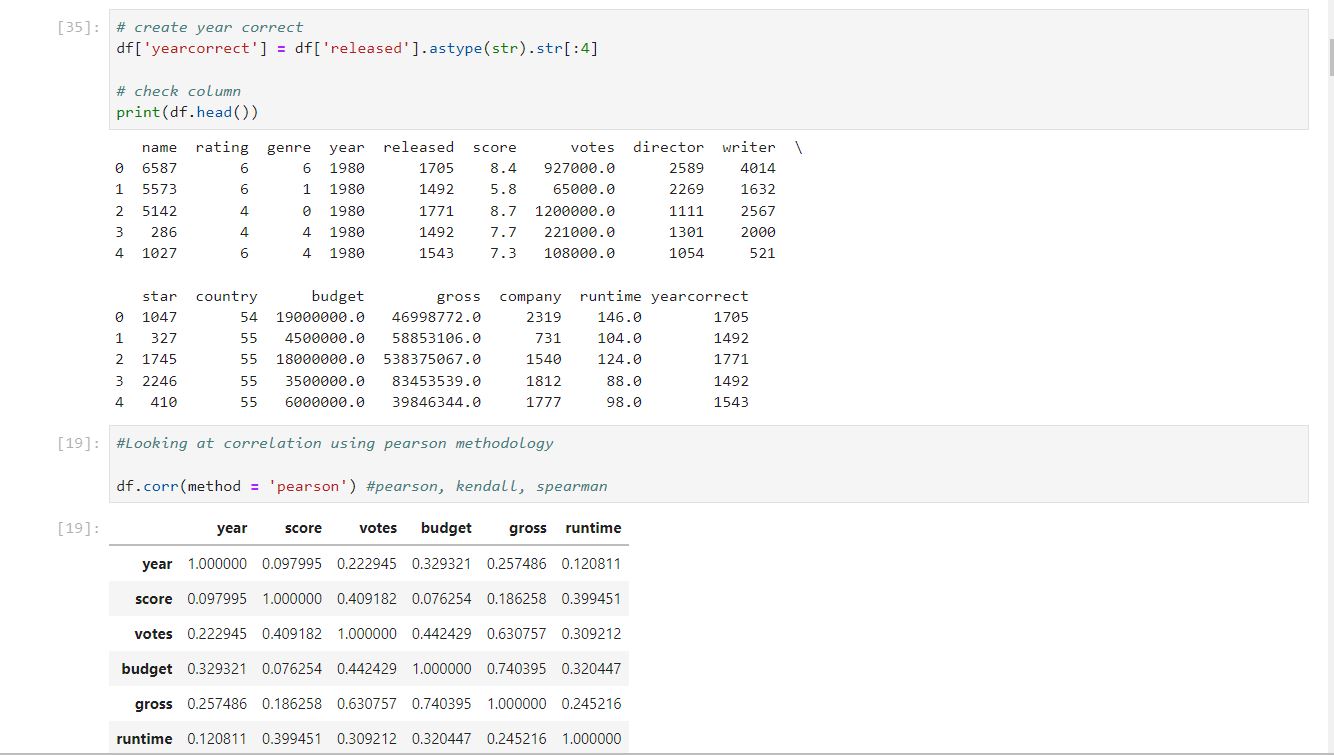 [35]: # create year correct
df['yearcorrect'] = df['released'].astype(str).str[:4]
# check column
print(df.head())
name rating genre year released score votes director writer \
0 6587 6 6 1980 1705 8.4 927000.0 2589 4014
1 5573 6 1 1980 1492 5.8 65000.0 2269 1632
2 5142 4 0 1980 1771 8.7 1200000.0 1111 2567
3 286 4 4 1980 1492 7.7 221000.0 1301 2000
4 1027 6 4 1980 1543 7.3 108000.0 1054 521
star country budget gross company runtime yearcorrect
0 1047 54 19000000.0 46998772.0 2319 146.0 1705
1 327 55 4500000.0 58853106.0 731 104.0 1492
2 1745 55 18000000.0 538375067.0 1540 124.0 1771
3 2246 55 3500000.0 83453539.0 1812 88.0 1492
4 410 55 6000000.0 39846344.0 1777 98.0 1543
[19]: #Looking at correlation using pearson methodology
df.corr(method = 'pearson') #pearson, kendall, spearman
[19]: year score votes budget gross runtime
year 1.000000 0.097995 0.222945 0.329321 0.257486 0.120811
score 0.097995 1.000000 0.409182 0.076254 0.186258 0.399451
votes 0.222945 0.409182 1.000000 0.442429 0.630757 0.309212
budget 0.329321 0.076254 0.442429 1.000000 0.740395 0.320447
gross 0.257486 0.186258 0.630757 0.740395 1.000000 0.245216
runtime 0.120811 0.399451 0.309212 0.320447 0.245216 1.000000